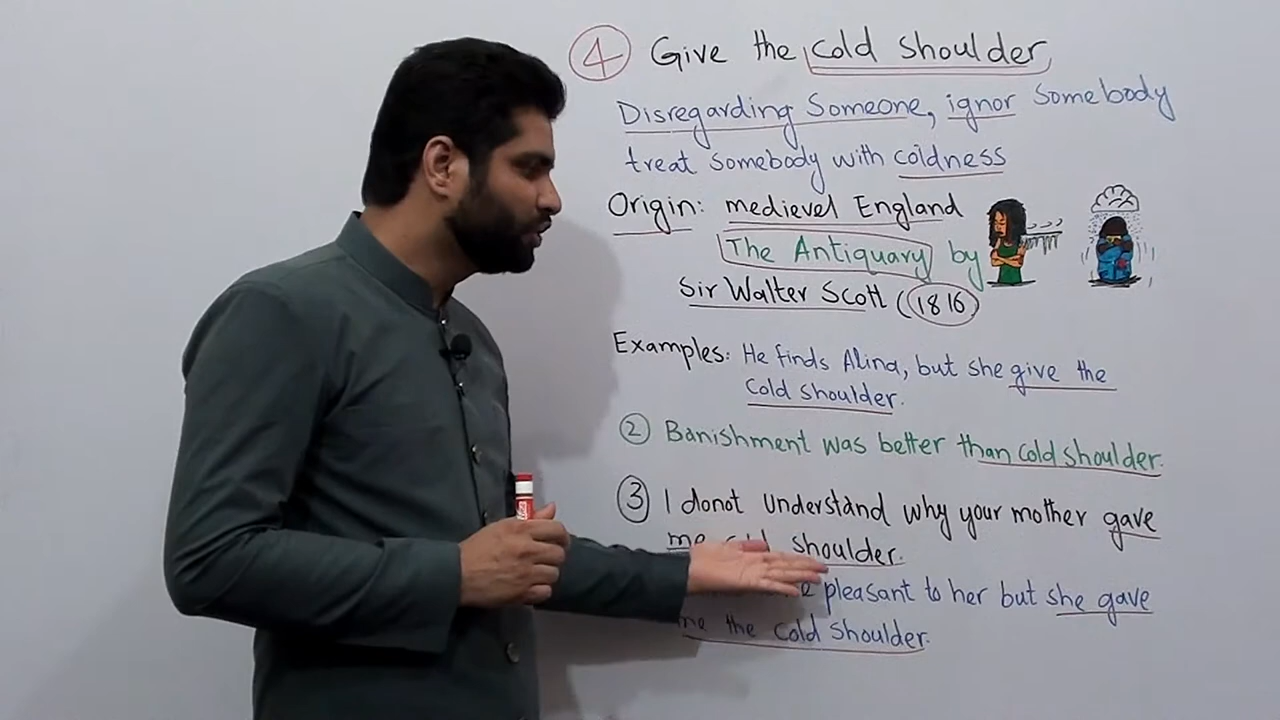 ④ Give the cold shoulder
Disregarding Someone, ignor Somebody
treat somebody with coldness
Origin: medievel England
The Antiquary by
Sir Walter Scott (1816)
Examples: He finds Alina, but she give the
Cold shoulder.
② Banishment was better than cold shoulder.
③ I donot understand why your mother gave
me cold shoulder.
pleasant to her but she gave
me the cold shoulder.